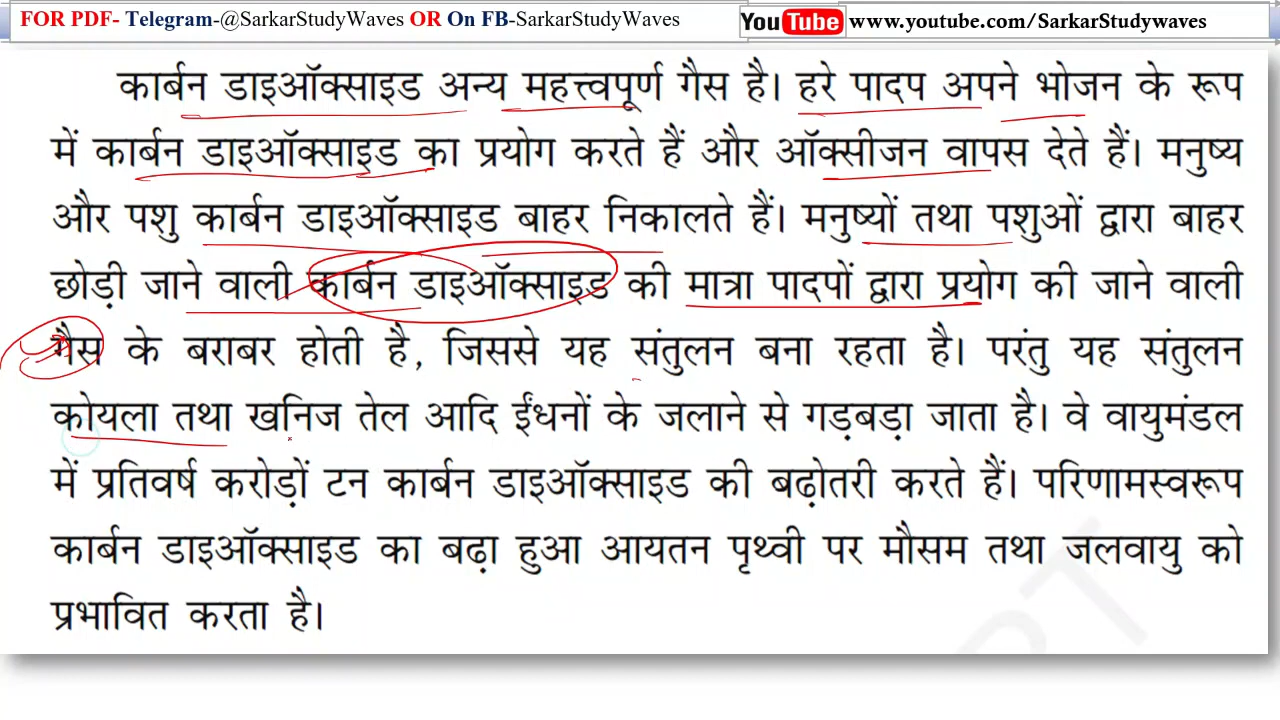 FOR PDF- Telegram-@SarkarStudyWaves OR On FB-SarkarStudyWaves
YouTube www.youtube.com/SarkarStudywaves
कार्बन डाइऑक्साइड अन्य महत्त्वपूर्ण गैस है। हरे पादप अपने भोजन के रूप
में कार्बन डाइऑक्साइड का प्रयोग करते हैं और ऑक्सीजन वापस देते हैं। मनुष्य
और पशु कार्बन डाइऑक्साइड बाहर निकालते हैं। मनुष्यों तथा पशुओं द्वारा बाहर
छोड़ी जाने वाली कार्बन डाइऑक्साइड की मात्रा पादपों द्वारा प्रयोग की जाने वाली
गैस के बराबर होती है, जिससे यह संतुलन बना रहता है। परंतु यह संतुलन
कोयला तथा खनिज तेल आदि ईंधनों के जलाने से गड़बड़ा जाता है। वे वायुमंडल
में प्रतिवर्ष करोड़ों टन कार्बन डाइऑक्साइड की बढ़ोतरी करते हैं। परिणामस्वरूप
कार्बन डाइऑक्साइड का बढ़ा हुआ आयतन पृथ्वी पर मौसम तथा जलवायु को
प्रभावित करता है।